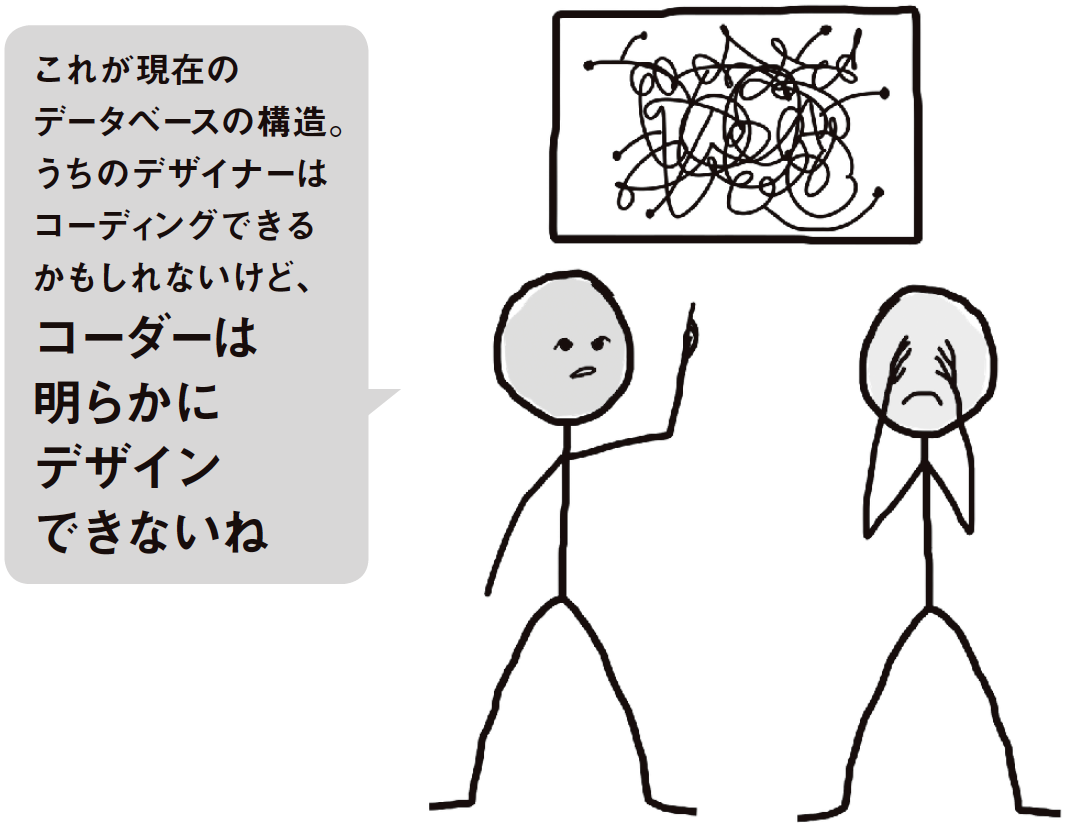 これが現在の
データベースの構造。
うちのデザイナーは
コーディングできる
かもしれないけど、
コーダーは
明らかに
デザイン
できないね